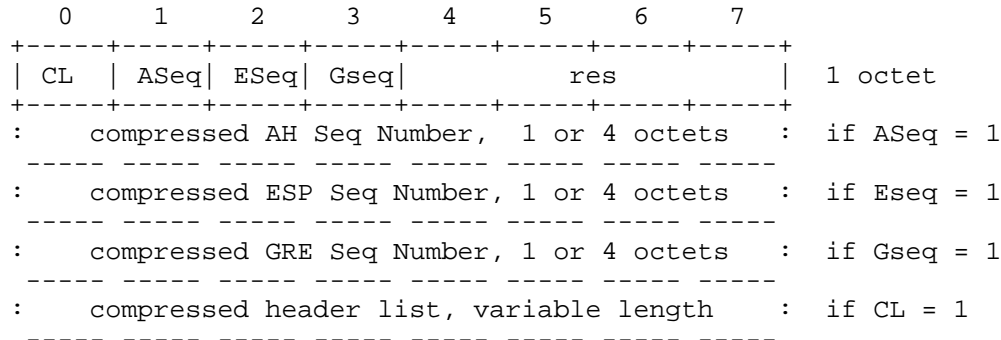 0 1 2 3 4 5 6 7
+-----+-----+-----+-----+-----+-----+-----+-----+
| CL | ASeq| ESeq| Gseq| res | 1 octet
+-----+-----+-----+-----+-----+-----+-----+-----+
: compressed AH Seq Number, 1 or 4 octets : if ASeq = 1
----- ----- ----- ----- ----- ----- ----- -----
: compressed ESP Seq Number, 1 or 4 octets : if Eseq = 1
----- ----- ----- ----- ----- ----- ----- -----
: compressed GRE Seq Number, 1 or 4 octets : if Gseq = 1
----- ----- ----- ----- ----- ----- ----- -----
: compressed header list, variable length : if CL = 1
----- ----- ----- ----- ----- ----- ----- -----